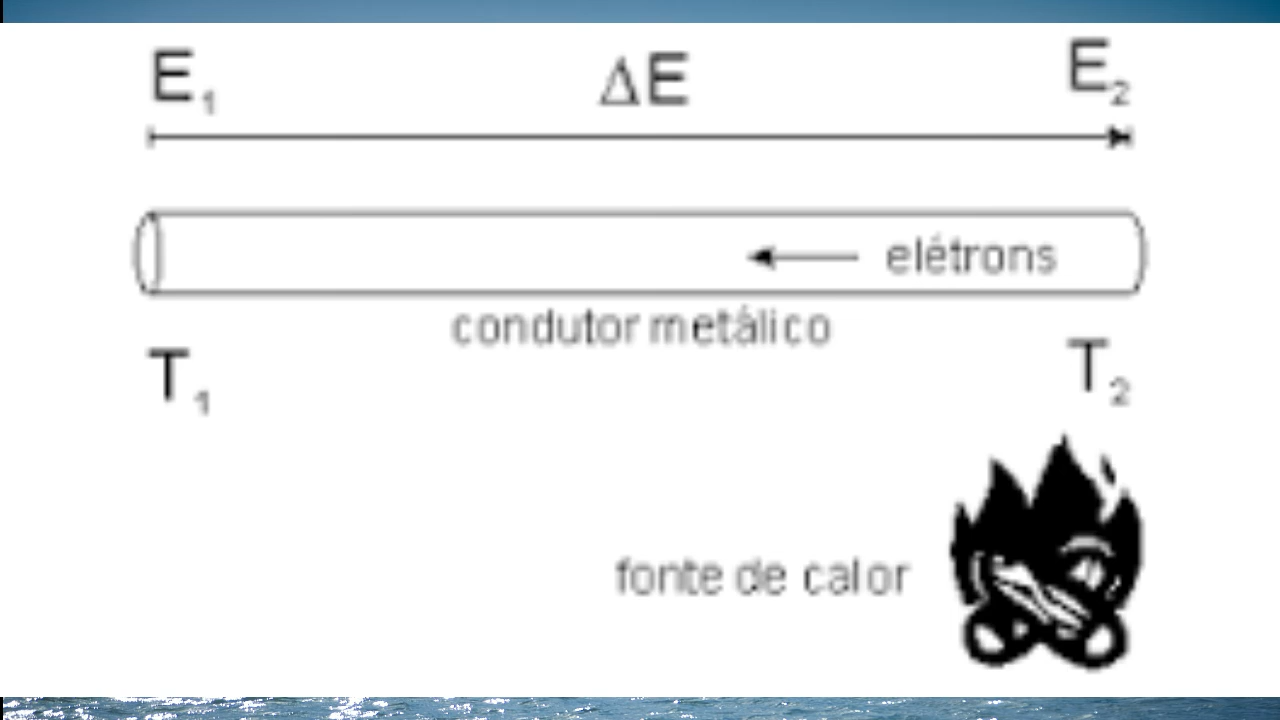 E₁ ΔE E₂
elétrons
condutor metálico
T₁ T₂
fonte de calor